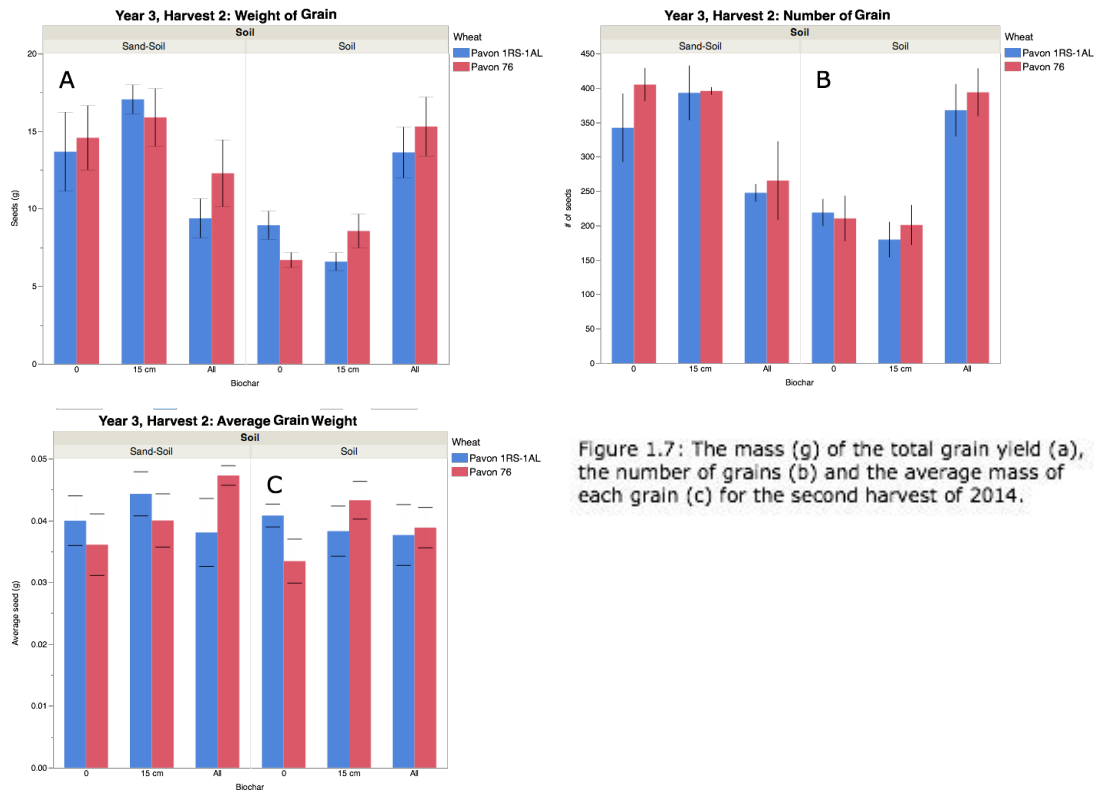 Year 3, Harvest 2: Weight of Grain
Soil
Sand-Soil Soil
Wheat
Pavon 1RS-1AL
Pavon 76
A
20
15
10
5
0
Seeds (g)
0 15 cm All 0 15 cm All
Biochar
Year 3, Harvest 2: Number of Grain
Soil
Sand-Soil Soil
Wheat
Pavon 1RS-1AL
Pavon 76
B
450
400
350
300
250
200
150
100
50
0
# of seeds
0 15 cm All 0 15 cm All
Biochar
Year 3, Harvest 2: Average Grain Weight
Soil
Sand-Soil Soil
Wheat
Pavon 1RS-1AL
Pavon 76
C
0.05
0.04
0.03
0.02
0.01
0.00
Average seed (g)
0 15 cm All 0 15 cm All
Biochar
Figure 1.7: The mass (g) of the total grain yield (a),
the number of grains (b) and the average mass of
each grain (c) for the second harvest of 2014.